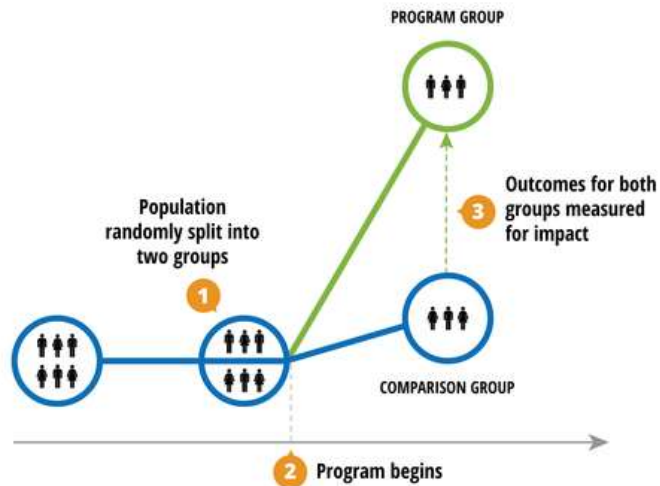 PROGRAM GROUP
Population
randomly split into
two groups
1
3
Outcomes for both
groups measured
for impact
COMPARISON GROUP
2 Program begins